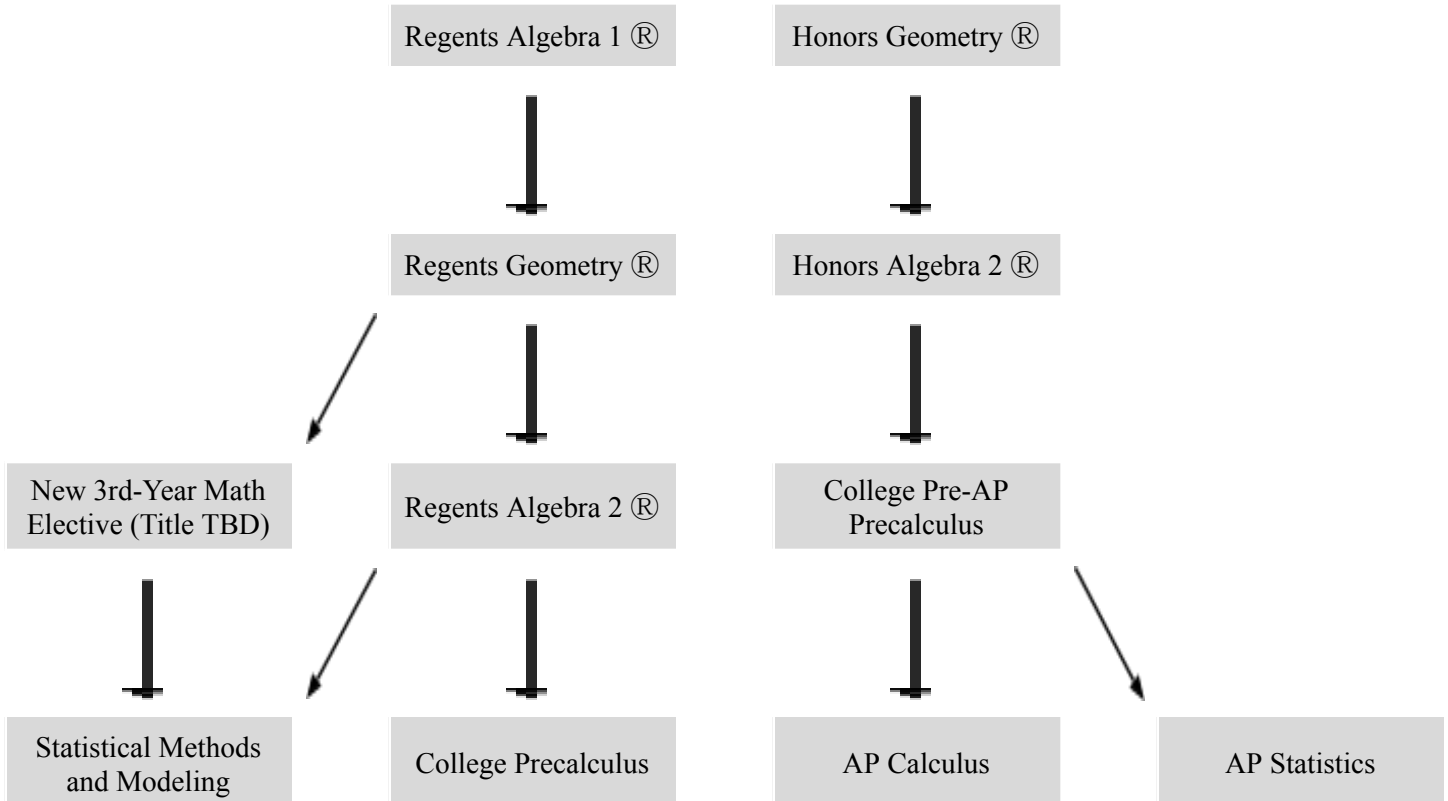 Regents Algebra 1 Ⓡ
Honors Geometry Ⓡ
Regents Geometry Ⓡ
Honors Algebra 2 Ⓡ
New 3rd-Year Math
Elective (Title TBD)
Regents Algebra 2 Ⓡ
College Pre-AP
Precalculus
Statistical Methods
and Modeling
College Precalculus
AP Calculus
AP Statistics